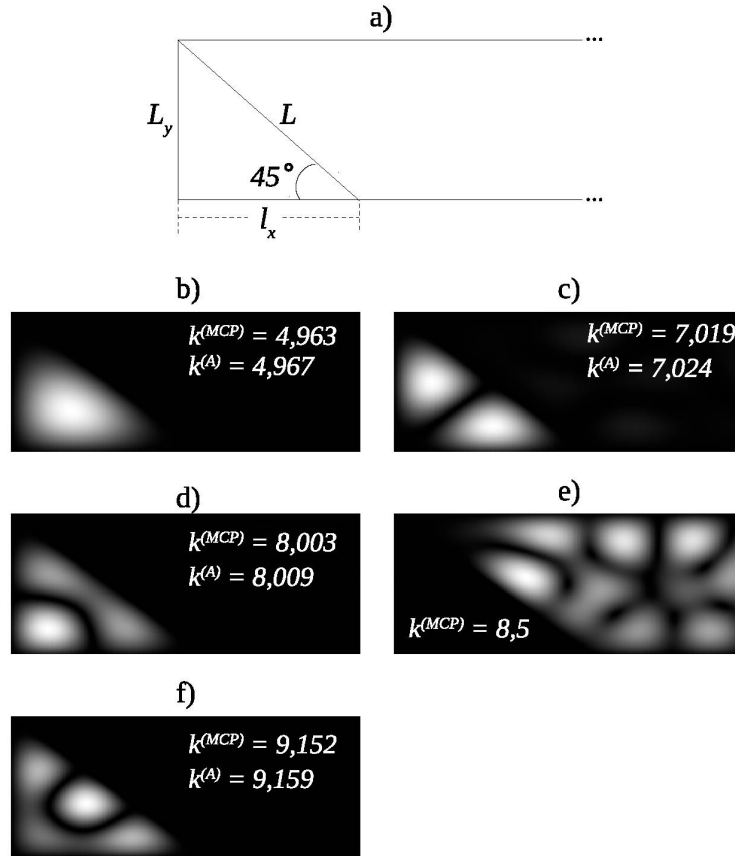 a)
...
L_y
L
45°
l_x
...
b)
k^(MCP) = 4,963
k^(A) = 4,967
c)
k^(MCP) = 7,019
k^(A) = 7,024
d)
k^(MCP) = 8,003
k^(A) = 8,009
e)
k^(MCP) = 8,5
f)
k^(MCP) = 9,152
k^(A) = 9,159